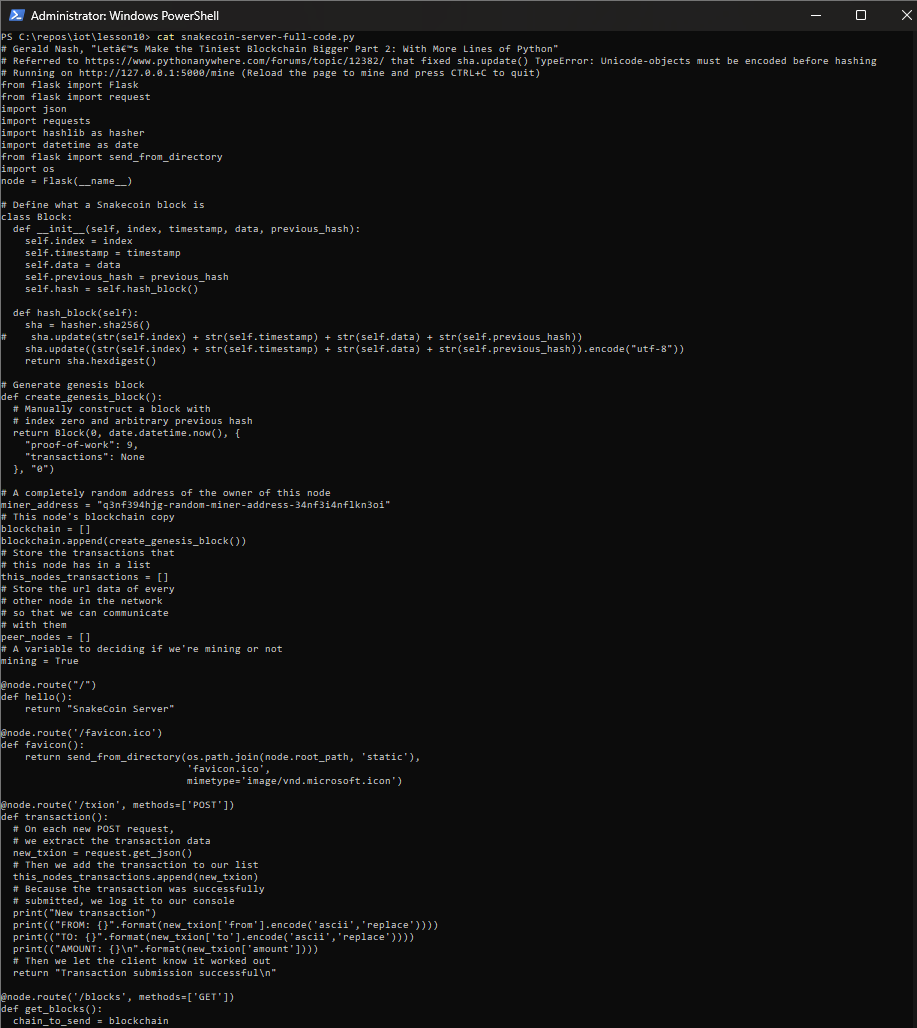 Administrator: Windows PowerShell
PS C:\repos\iot\lesson10> cat snakecoin-server-full-code.py
# Gerald Nash, "Letâ€™s Make the Tiniest Blockchain Bigger Part 2: With More Lines of Python"
# Referred to https://www.pythonanywhere.com/forums/topic/12382/ that fixed sha.update() TypeError: Unicode-objects must be encoded before hashing
# Running on http://127.0.0.1:5000/mine (Reload the page to mine and press CTRL+C to quit)
from flask import Flask
from flask import request
import json
import requests
import hashlib as hasher
import datetime as date
from flask import send_from_directory
import os
node = Flask(__name__)

# Define what a Snakecoin block is
class Block:
  def __init__(self, index, timestamp, data, previous_hash):
    self.index = index
    self.timestamp = timestamp
    self.data = data
    self.previous_hash = previous_hash
    self.hash = self.hash_block()

  def hash_block(self):
    sha = hasher.sha256()
#    sha.update(str(self.index) + str(self.timestamp) + str(self.data) + str(self.previous_hash))
    sha.update((str(self.index) + str(self.timestamp) + str(self.data) + str(self.previous_hash)).encode("utf-8"))
    return sha.hexdigest()

# Generate genesis block
def create_genesis_block():
  # Manually construct a block with
  # index zero and arbitrary previous hash
  return Block(0, date.datetime.now(), {
    "proof-of-work": 9,
    "transactions": None
  }, "0")

# A completely random address of the owner of this node
miner_address = "q3nf394hjg-random-miner-address-34nf3i4nflkn3oi"
# This node's blockchain copy
blockchain = []
blockchain.append(create_genesis_block())
# Store the transactions that
# this node has in a list
this_nodes_transactions = []
# Store the url data of every
# other node in the network
# so that we can communicate
# with them
peer_nodes = []
# A variable to deciding if we're mining or not
mining = True

@node.route("/")
def hello():
    return "SnakeCoin Server"

@node.route('/favicon.ico')
def favicon():
    return send_from_directory(os.path.join(node.root_path, 'static'),
                               'favicon.ico',
                               mimetype='image/vnd.microsoft.icon')

@node.route('/txion', methods=['POST'])
def transaction():
  # On each new POST request,
  # we extract the transaction data
  new_txion = request.get_json()
  # Then we add the transaction to our list
  this_nodes_transactions.append(new_txion)
  # Because the transaction was successfully
  # submitted, we log it to our console
  print("New transaction")
  print(("FROM: {}".format(new_txion['from'].encode('ascii','replace'))))
  print(("TO: {}".format(new_txion['to'].encode('ascii','replace'))))
  print(("AMOUNT: {}\n".format(new_txion['amount'])))
  # Then we let the client know it worked out
  return "Transaction submission successful\n"

@node.route('/blocks', methods=['GET'])
def get_blocks():
  chain_to_send = blockchain